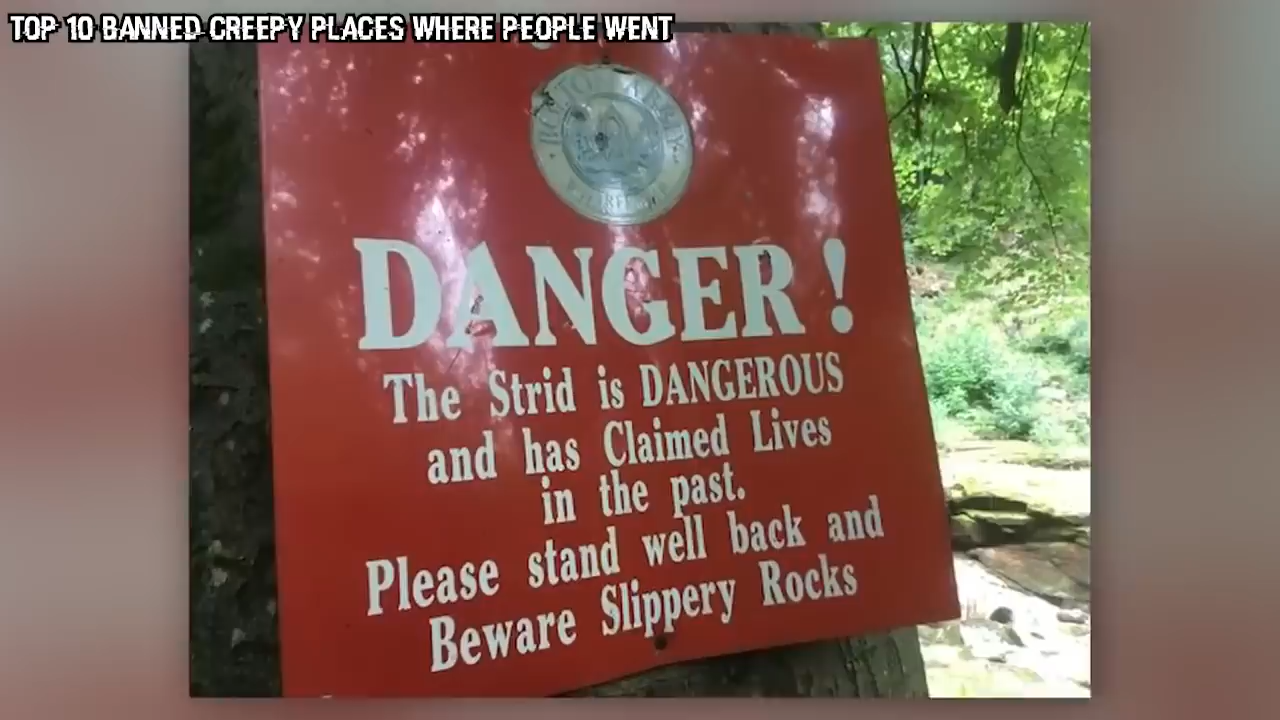 TOP 10 BANNED CREEPY PLACES WHERE PEOPLE WENT
DANGER!
The Strid is DANGEROUS
and has Claimed Lives
in the past.
Please stand well back and
Beware Slippery Rocks